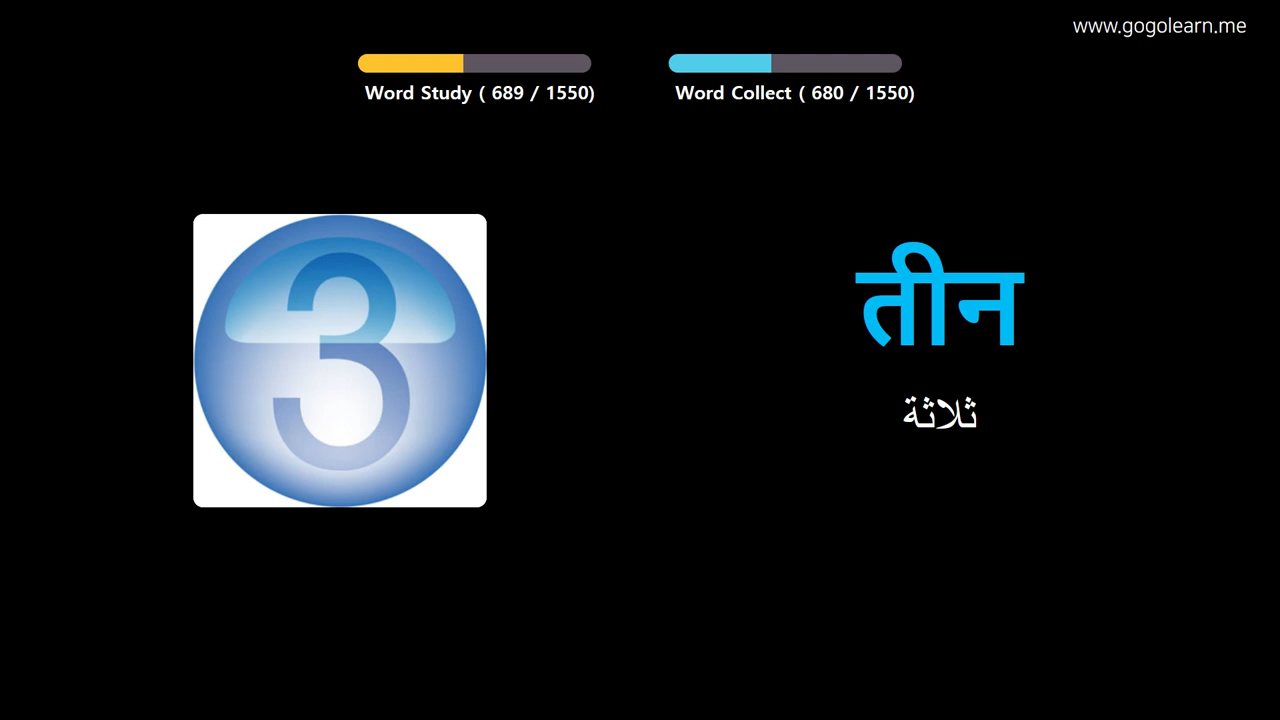 www.gogolearn.me
Word Study ( 689 / 1550)
Word Collect ( 680 / 1550)
3
तीन
ثلاثة